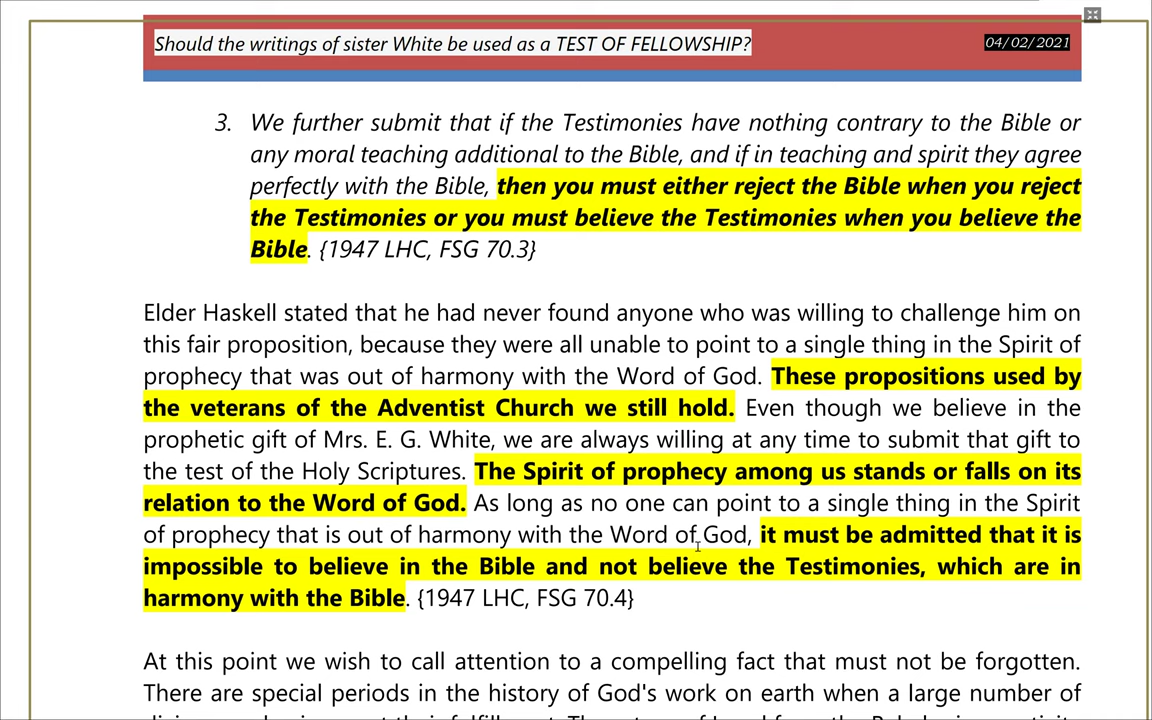 Should the writings of sister White be used as a TEST OF FELLOWSHIP?
04/02/2021
3. We further submit that if the Testimonies have nothing contrary to the Bible or
any moral teaching additional to the Bible, and if in teaching and spirit they agree
perfectly with the Bible, then you must either reject the Bible when you reject
the Testimonies or you must believe the Testimonies when you believe the
Bible. {1947 LHC, FSG 70.3}
Elder Haskell stated that he had never found anyone who was willing to challenge him on
this fair proposition, because they were all unable to point to a single thing in the Spirit of
prophecy that was out of harmony with the Word of God. These propositions used by
the veterans of the Adventist Church we still hold. Even though we believe in the
prophetic gift of Mrs. E. G. White, we are always willing at any time to submit that gift to
the test of the Holy Scriptures. The Spirit of prophecy among us stands or falls on its
relation to the Word of God. As long as no one can point to a single thing in the Spirit
of prophecy that is out of harmony with the Word of God, it must be admitted that it is
impossible to believe in the Bible and not believe the Testimonies, which are in
harmony with the Bible. {1947 LHC, FSG 70.4}
At this point we wish to call attention to a compelling fact that must not be forgotten.
There are special periods in the history of God's work on earth when a large number of